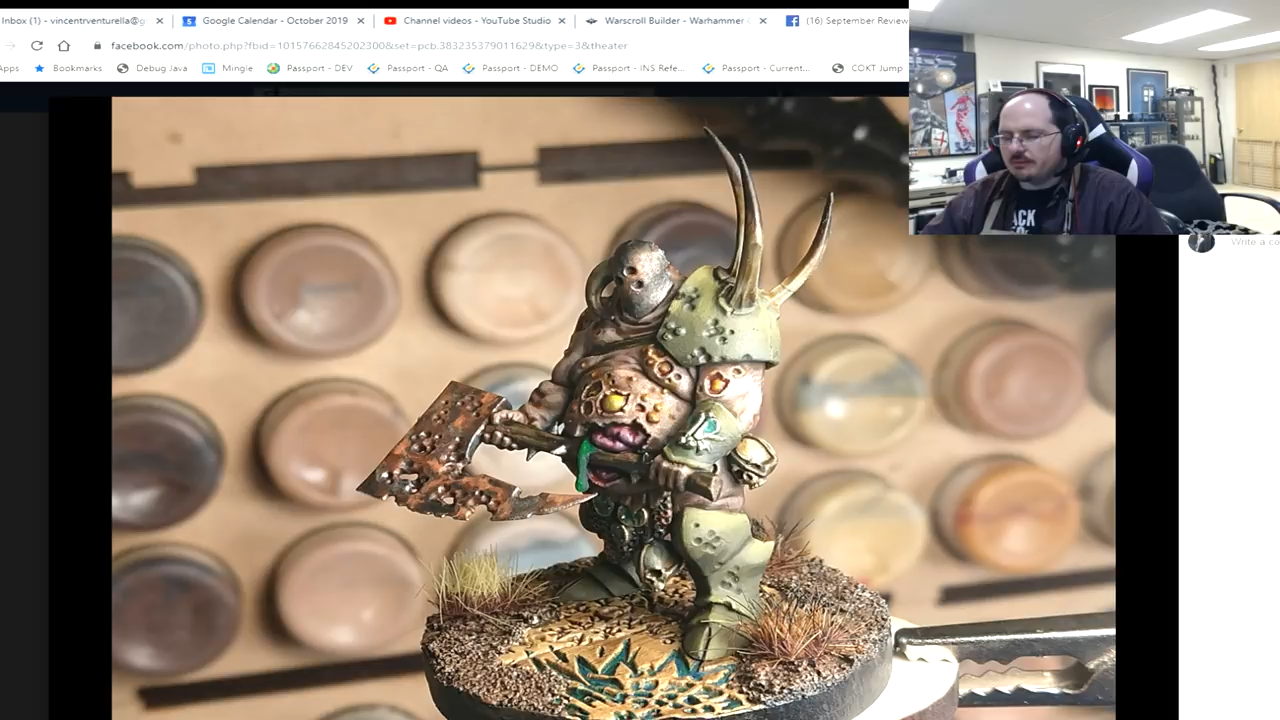 Inbox (1) - vincentrventurella@g
Google Calendar - October 2019
Channel videos - YouTube Studio
Warscroll Builder - Warhammer
(16) September Review
facebook.com/photo.php?fbid=10157662845202300&set=pcb.383235379011629&type=3&theater
Apps
Bookmarks
Debug Java
Mingle
Passport - DEV
Passport - QA
Passport - DEMO
Passport - INS Refe...
Passport - Current...
COKT Jump
Write a co